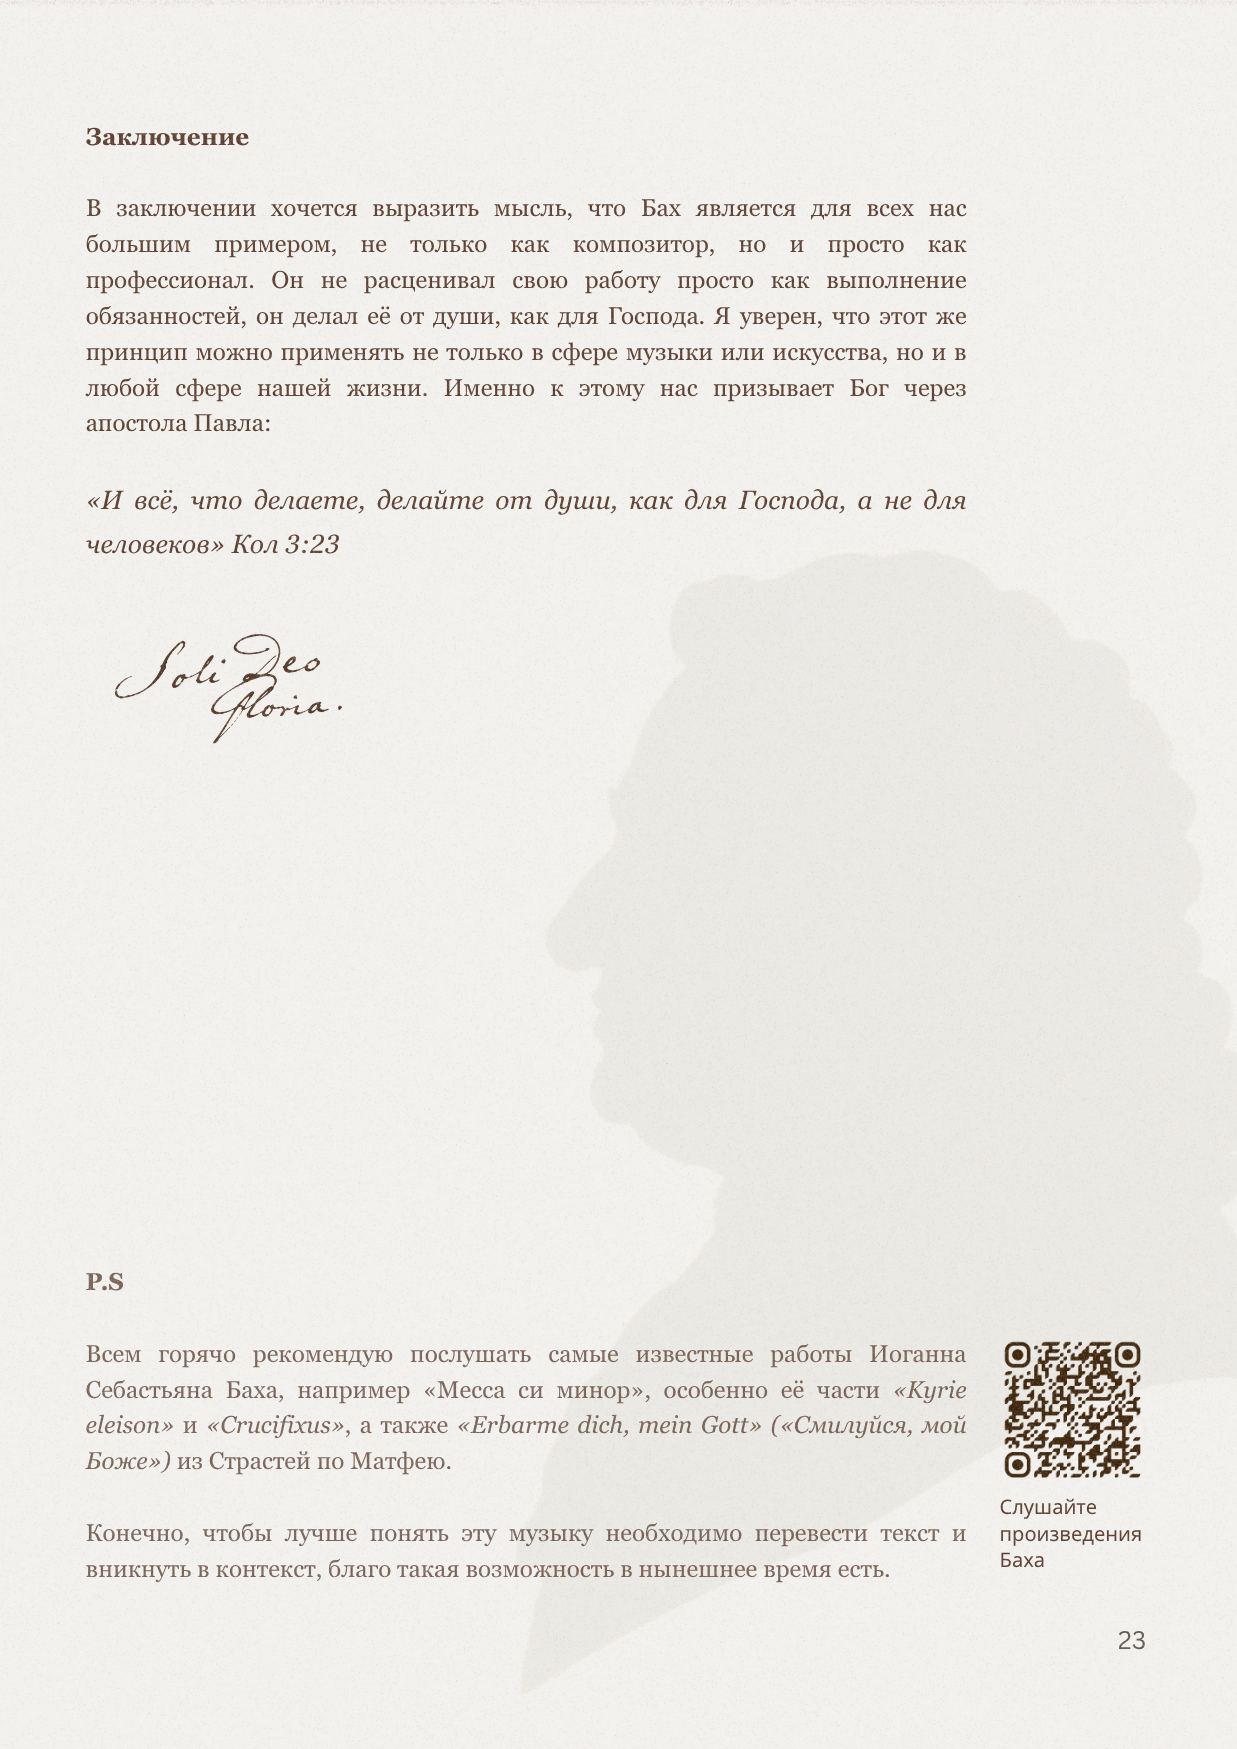 Заключение
В заключении хочется выразить мысль, что Бах является для всех нас
большим примером, не только как композитор, но и просто как
профессионал. Он не расценивал свою работу просто как выполнение
обязанностей, он делал её от души, как для Господа. Я уверен, что этот же
принцип можно применять не только в сфере музыки или искусства, но и в
любой сфере нашей жизни. Именно к этому нас призывает Бог через
апостола Павла:
«И всё, что делаете, делайте от души, как для Господа, а не для
человеков» Кол 3:23
Soli Deo
Gloria.
P.S
Всем горячо рекомендую послушать самые известные работы Иоганна
Себастьяна Баха, например «Месса си минор», особенно её части «Kyrie
eleison» и «Crucifixus», а также «Erbarme dich, mein Gott» («Смилуйся, мой
Боже») из Страстей по Матфею.
Конечно, чтобы лучше понять эту музыку необходимо перевести текст и
вникнуть в контекст, благо такая возможность в нынешнее время есть.
Слушайте
произведения
Баха
23